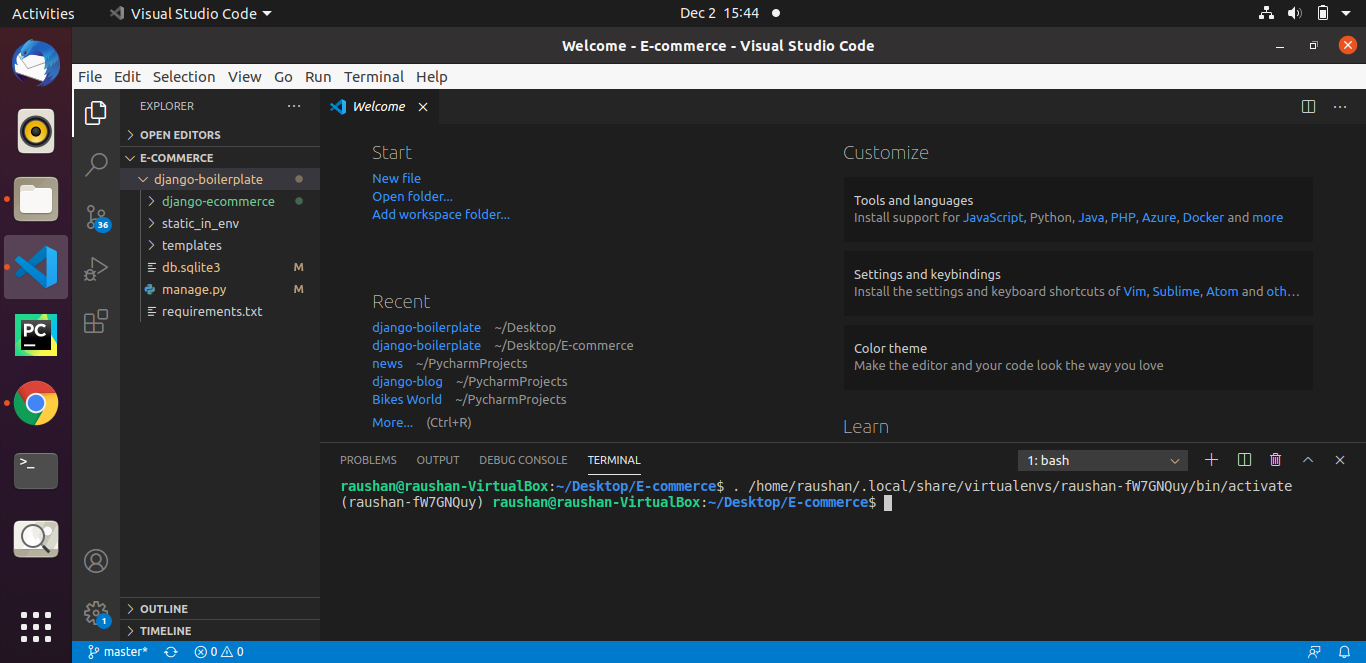 Activities Visual Studio Code Dec 2 15:44
Welcome - E-commerce - Visual Studio Code
File Edit Selection View Go Run Terminal Help
EXPLORER
Welcome
OPEN EDITORS
E-COMMERCE
django-boilerplate
django-ecommerce
36
static_in_env
templates
db.sqlite3 M
manage.py M
requirements.txt
PC
>_
Start
New file
Open folder...
Add workspace folder...
Recent
django-boilerplate ~/Desktop
django-boilerplate ~/Desktop/E-commerce
news ~/PycharmProjects
django-blog ~/PycharmProjects
Bikes World ~/PycharmProjects
More... (Ctrl+R)
Customize
Tools and languages
Install support for JavaScript, Python, Java, PHP, Azure, Docker and more
Settings and keybindings
Install the settings and keyboard shortcuts of Vim, Sublime, Atom and oth…
Color theme
Make the editor and your code look the way you love
Learn
PROBLEMS OUTPUT DEBUG CONSOLE TERMINAL 1: bash
raushan@raushan-VirtualBox:~/Desktop/E-commerce$ . /home/raushan/.local/share/virtualenvs/raushan-fW7GNQuy/bin/activate
(raushan-fW7GNQuy) raushan@raushan-VirtualBox:~/Desktop/E-commerce$
OUTLINE
1
TIMELINE
master* 0 0